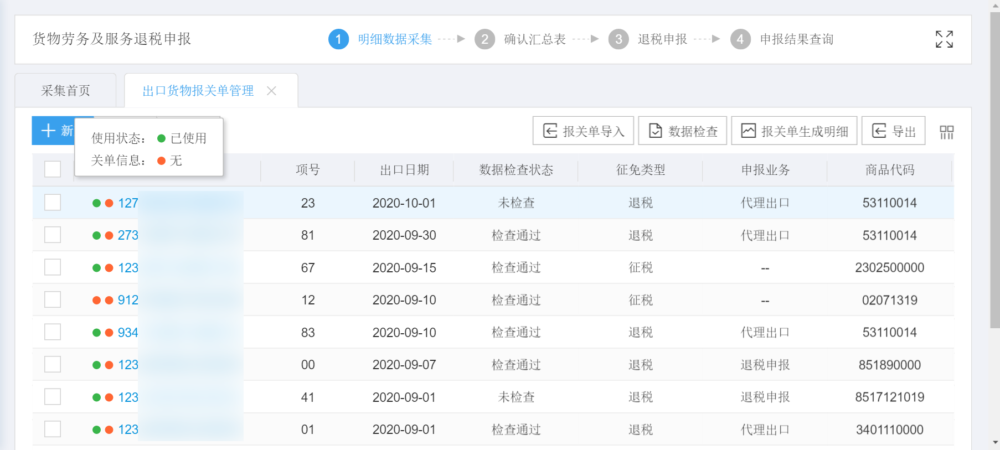 货物劳务及服务退税申报
1 明细数据采集 2 确认汇总表 3 退税申报 4 申报结果查询
采集首页 出口货物报关单管理
新 报关单导入 数据检查 报关单生成明细 导出
使用状态： 已使用
关单信息： 无
项号 出口日期 数据检查状态 征免类型 申报业务 商品代码
127 23 2020-10-01 未检查 退税 代理出口 53110014
273 81 2020-09-30 检查通过 退税 代理出口 53110014
123 67 2020-09-15 检查通过 征税 -- 2302500000
912 12 2020-09-10 检查通过 征税 -- 02071319
934 83 2020-09-10 检查通过 退税 代理出口 53110014
123 00 2020-09-07 检查通过 退税 退税申报 851890000
123 41 2020-09-01 未检查 退税 退税申报 8517121019
123 01 2020-09-01 检查通过 退税 代理出口 3401110000